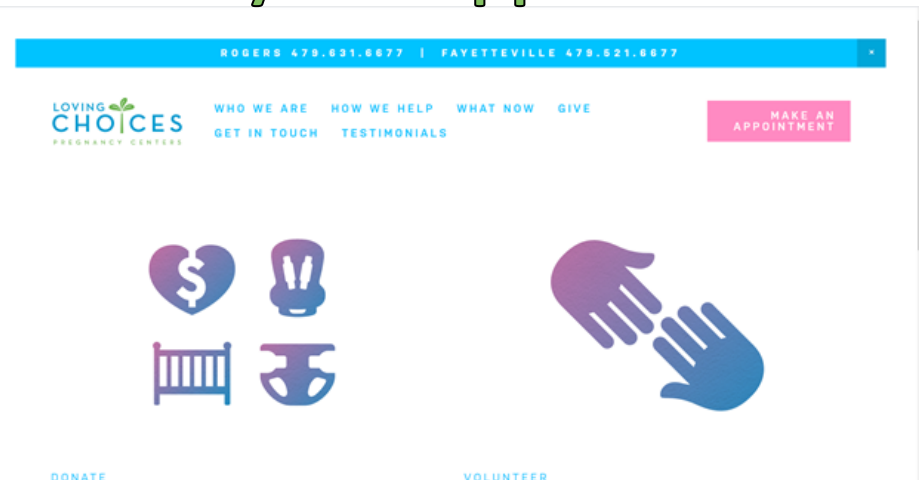 ROGERS 479.631.6677 | FAYETTEVILLE 479.521.6677
×
LOVING
CHOICES
PREGNANCY CENTERS
WHO WE ARE HOW WE HELP WHAT NOW GIVE
GET IN TOUCH TESTIMONIALS
MAKE AN
APPOINTMENT
$
DONATE
VOLUNTEER